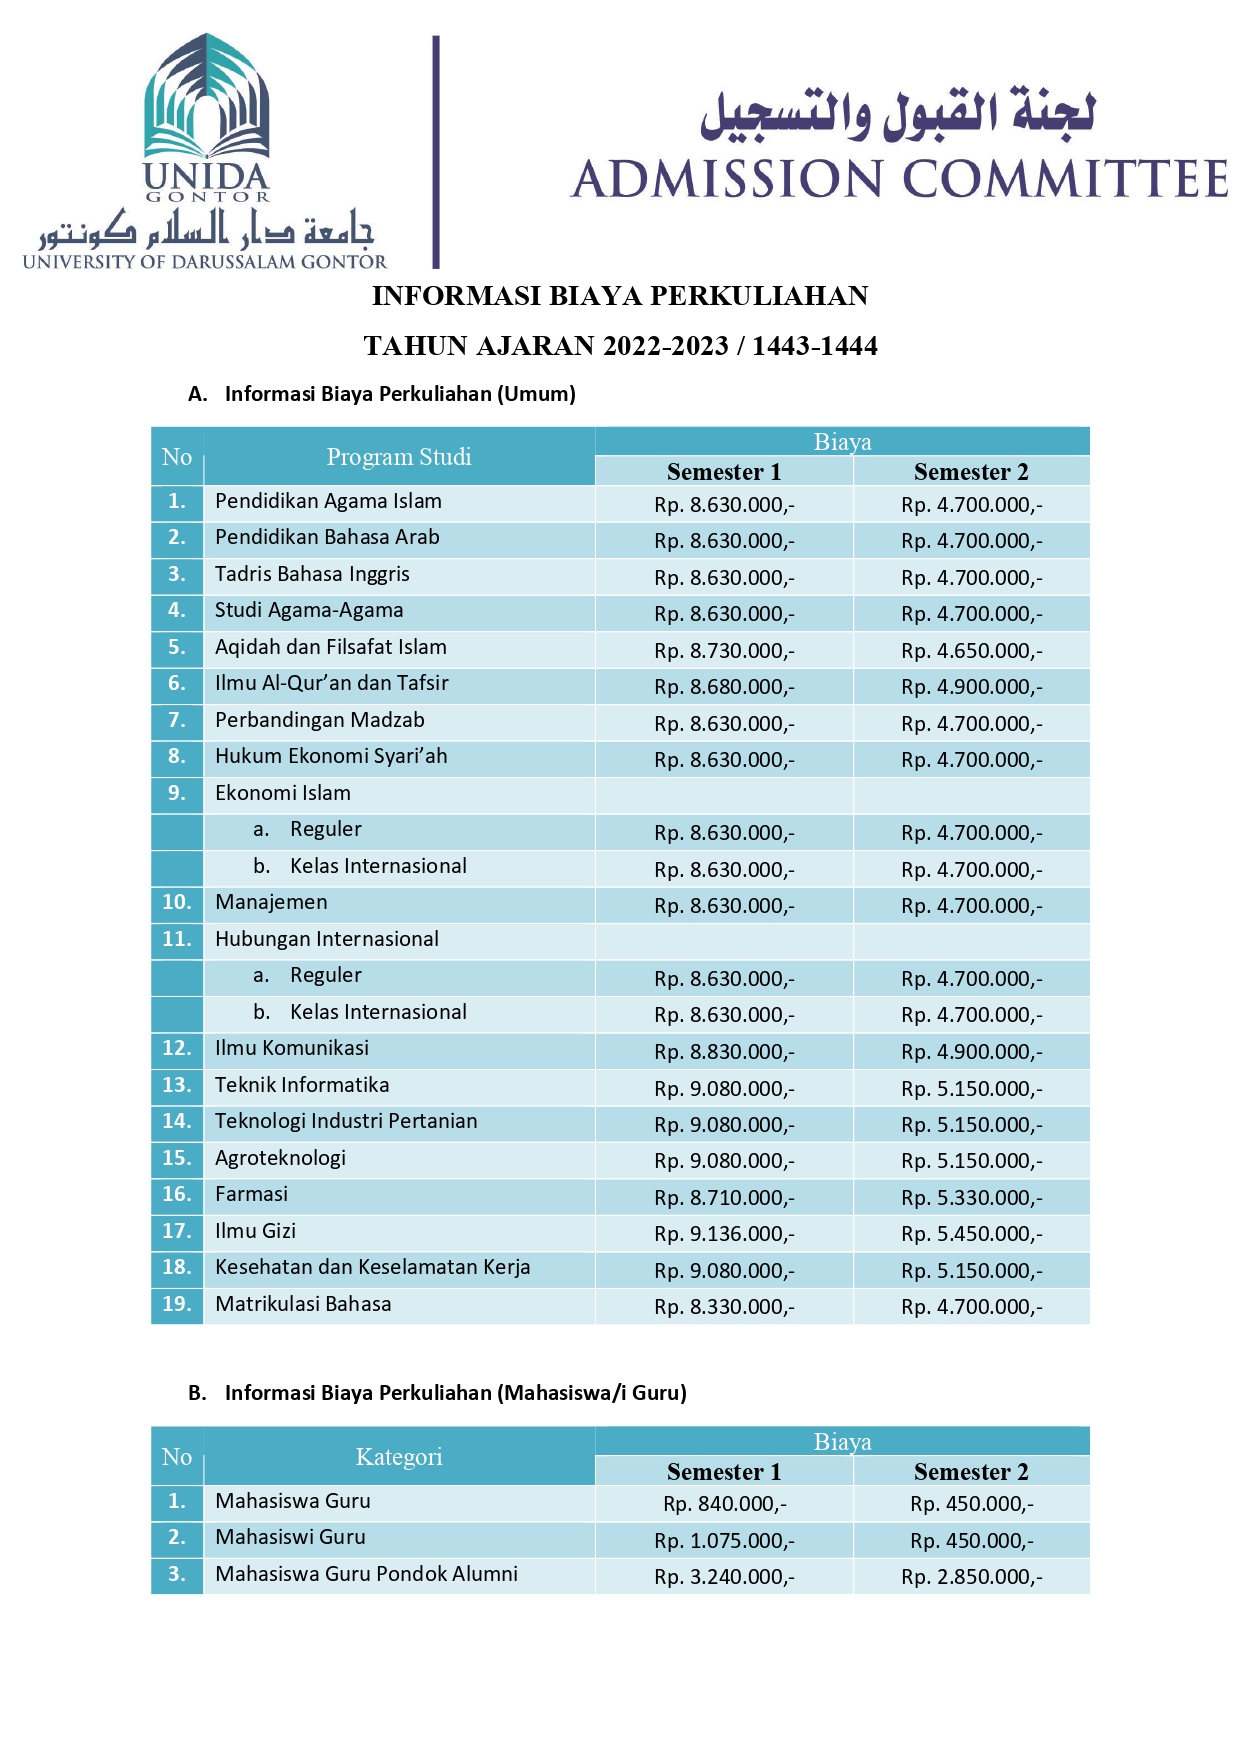 UNIDA
GONTOR
جامعة دار السلام كونتور
UNIVERSITY OF DARUSSALAM GONTOR
لجنة القبول والتسجيل
ADMISSION COMMITTEE
INFORMASI BIAYA PERKULIAHAN
TAHUN AJARAN 2022-2023 / 1443-1444
A. Informasi Biaya Perkuliahan (Umum)
No Program Studi Biaya
Semester 1 Semester 2
1. Pendidikan Agama Islam Rp. 8.630.000,- Rp. 4.700.000,-
2. Pendidikan Bahasa Arab Rp. 8.630.000,- Rp. 4.700.000,-
3. Tadris Bahasa Inggris Rp. 8.630.000,- Rp. 4.700.000,-
4. Studi Agama-Agama Rp. 8.630.000,- Rp. 4.700.000,-
5. Aqidah dan Filsafat Islam Rp. 8.730.000,- Rp. 4.650.000,-
6. Ilmu Al-Qur’an dan Tafsir Rp. 8.680.000,- Rp. 4.900.000,-
7. Perbandingan Madzab Rp. 8.630.000,- Rp. 4.700.000,-
8. Hukum Ekonomi Syari’ah Rp. 8.630.000,- Rp. 4.700.000,-
9. Ekonomi Islam
a. Reguler Rp. 8.630.000,- Rp. 4.700.000,-
b. Kelas Internasional Rp. 8.630.000,- Rp. 4.700.000,-
10. Manajemen Rp. 8.630.000,- Rp. 4.700.000,-
11. Hubungan Internasional
a. Reguler Rp. 8.630.000,- Rp. 4.700.000,-
b. Kelas Internasional Rp. 8.630.000,- Rp. 4.700.000,-
12. Ilmu Komunikasi Rp. 8.830.000,- Rp. 4.900.000,-
13. Teknik Informatika Rp. 9.080.000,- Rp. 5.150.000,-
14. Teknologi Industri Pertanian Rp. 9.080.000,- Rp. 5.150.000,-
15. Agroteknologi Rp. 9.080.000,- Rp. 5.150.000,-
16. Farmasi Rp. 8.710.000,- Rp. 5.330.000,-
17. Ilmu Gizi Rp. 9.136.000,- Rp. 5.450.000,-
18. Kesehatan dan Keselamatan Kerja Rp. 9.080.000,- Rp. 5.150.000,-
19. Matrikulasi Bahasa Rp. 8.330.000,- Rp. 4.700.000,-
B. Informasi Biaya Perkuliahan (Mahasiswa/i Guru)
No Kategori Biaya
Semester 1 Semester 2
1. Mahasiswa Guru Rp. 840.000,- Rp. 450.000,-
2. Mahasiswi Guru Rp. 1.075.000,- Rp. 450.000,-
3. Mahasiswa Guru Pondok Alumni Rp. 3.240.000,- Rp. 2.850.000,-